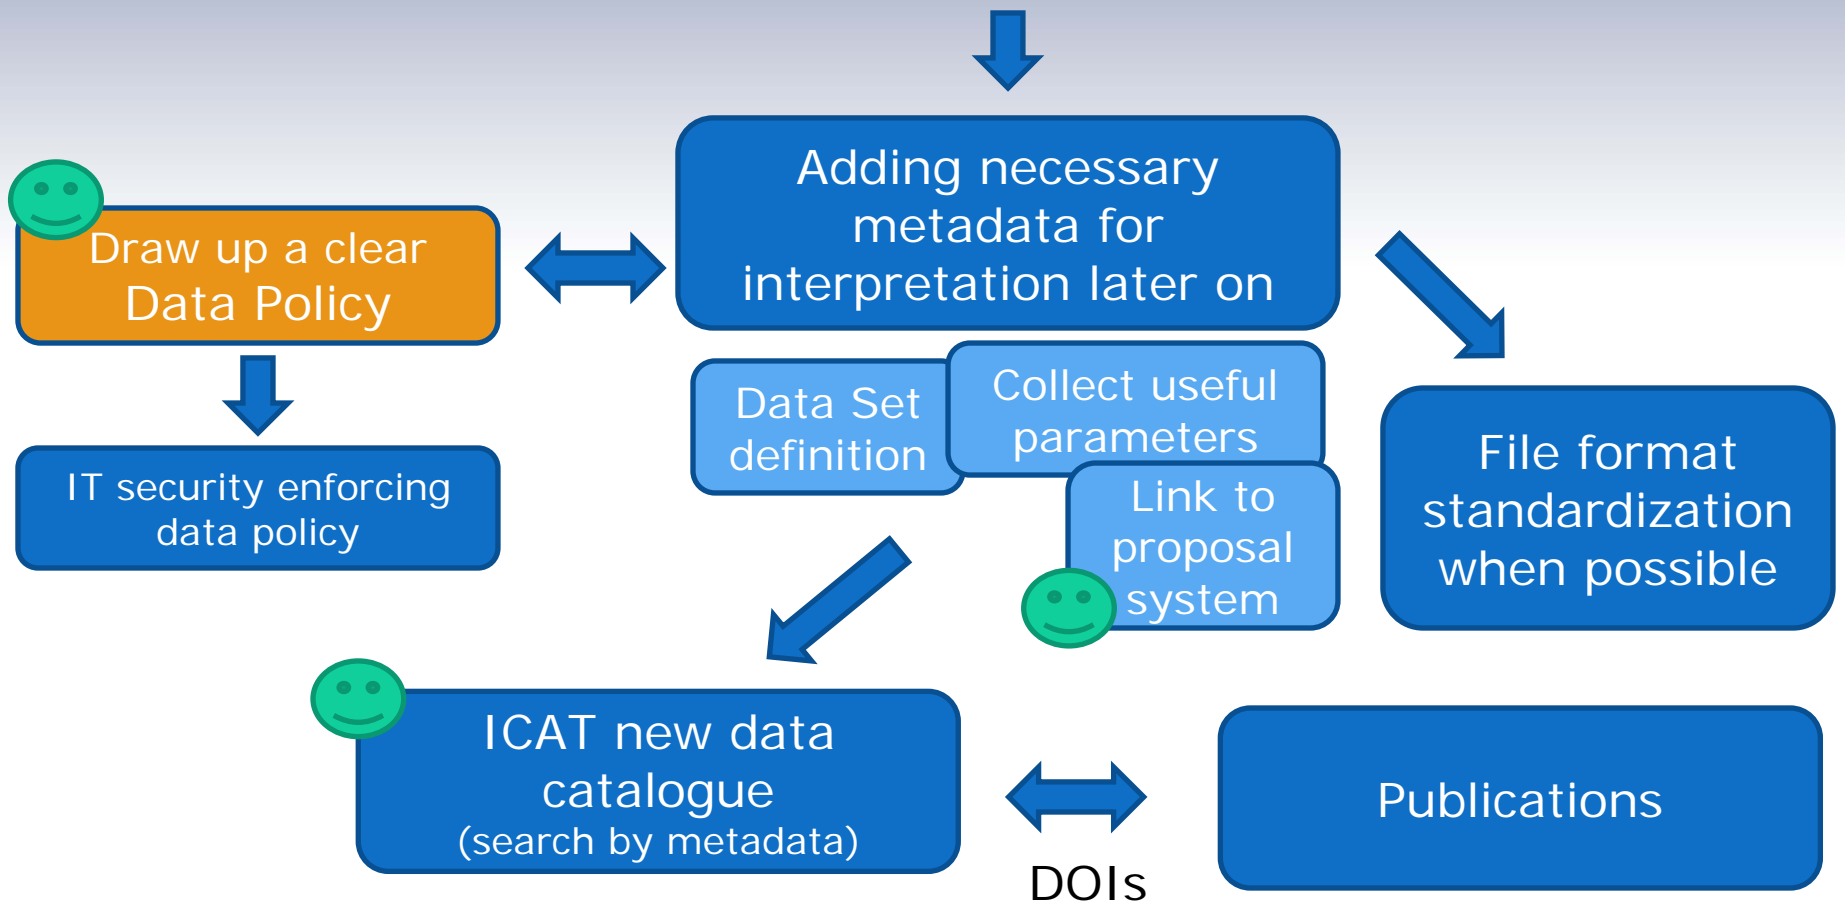 Adding necessary
metadata for
interpretation later on
Draw up a clear
Data Policy
IT security enforcing
data policy
Data Set
definition
Collect useful
parameters
Link to
proposal
system
File format
standardization
when possible
ICAT new data
catalogue
(search by metadata)
DOIs
Publications